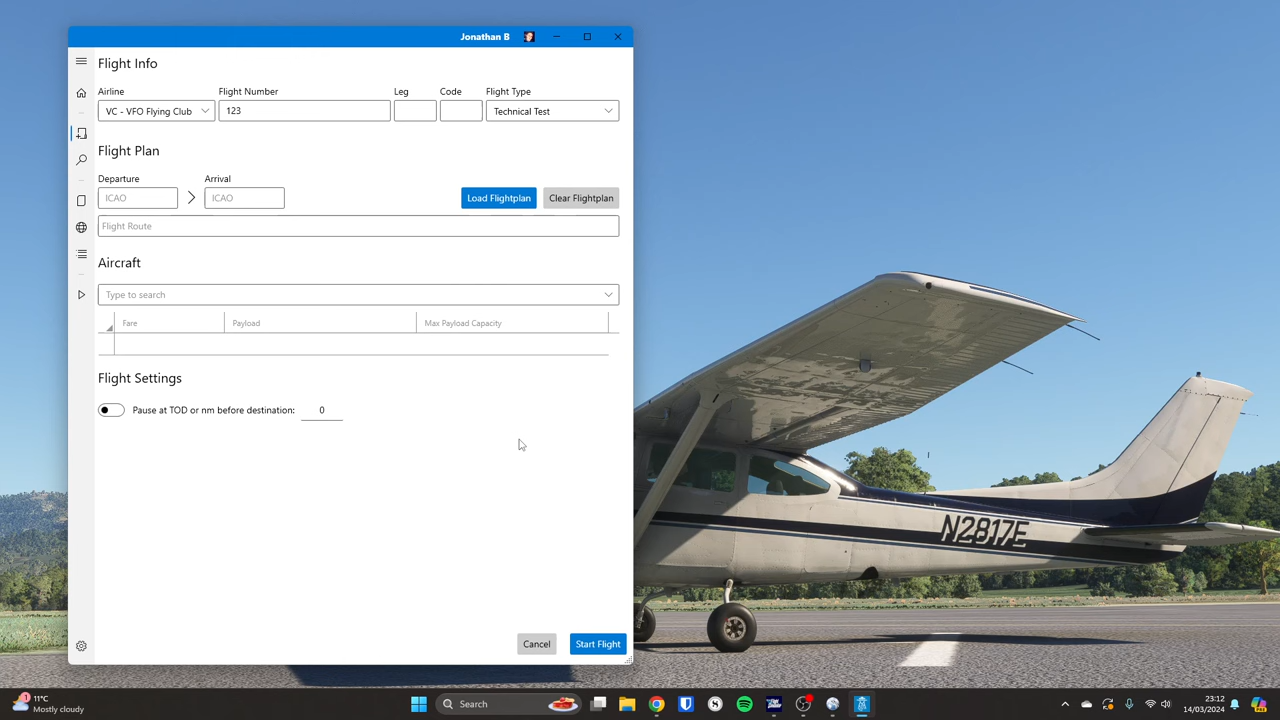 Jonathan B
Flight Info
Airline
Flight Number
Leg
Code
Flight Type
VC - VFO Flying Club
123
Technical Test
Flight Plan
Departure
Arrival
ICAO
ICAO
Load Flightplan
Clear Flightplan
Flight Route
Aircraft
Type to search
Fare
Payload
Max Payload Capacity
Flight Settings
Pause at TOD or nm before destination:
0
Cancel
Start Flight
N2817E
11°C
Mostly cloudy
Search
23:12
14/03/2024